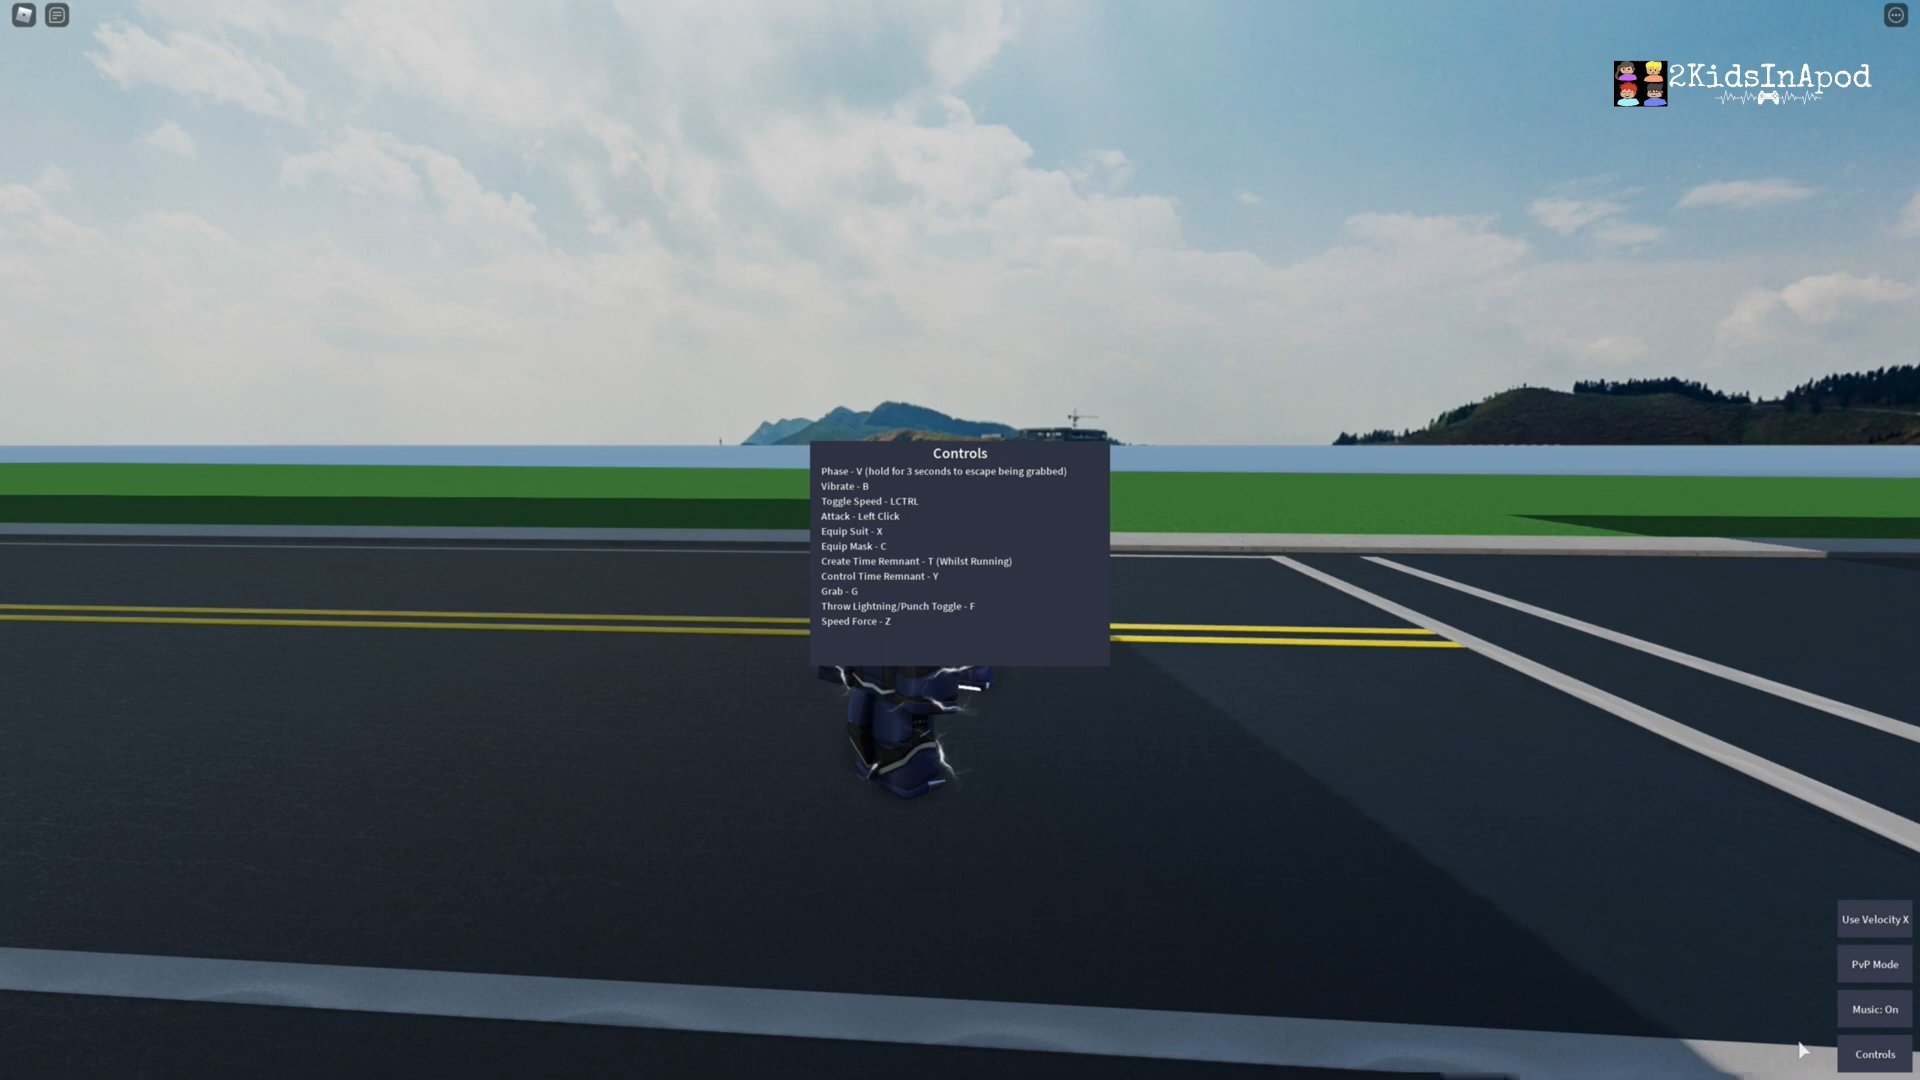 2KidsInApod
Controls
Phase - V (hold for 3 seconds to escape being grabbed)
Vibrate - B
Toggle Speed - LCTRL
Attack - Left Click
Equip Suit - X
Equip Mask - C
Create Time Remnant - T (Whilst Running)
Control Time Remnant - Y
Grab - G
Throw Lightning/Punch Toggle - F
Speed Force - Z
Use Velocity X
PvP Mode
Music: On
Controls